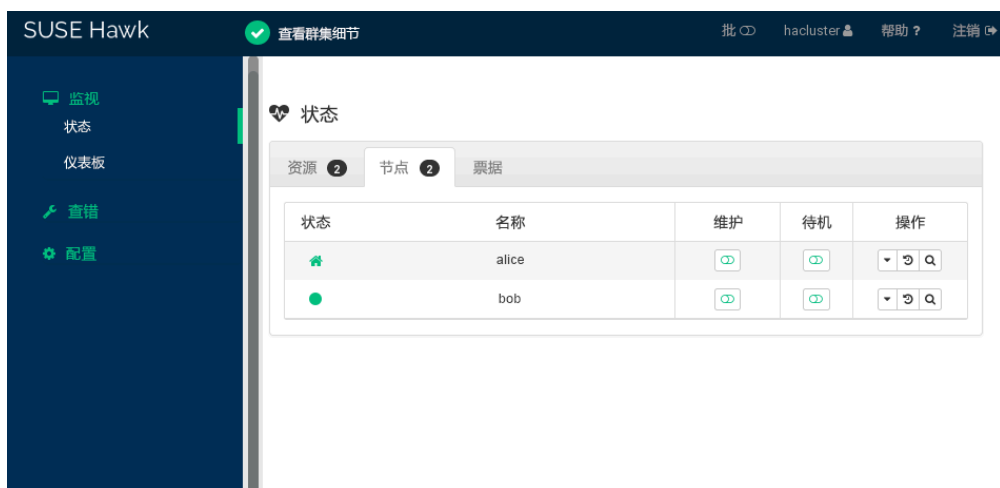 SUSE Hawk 查看群集细节 批 hacluster 帮助 ? 注销
监视
状态
仪表板
查错
配置
状态
资源 2 节点 2 票据
状态 名称 维护 待机 操作
alice
bob